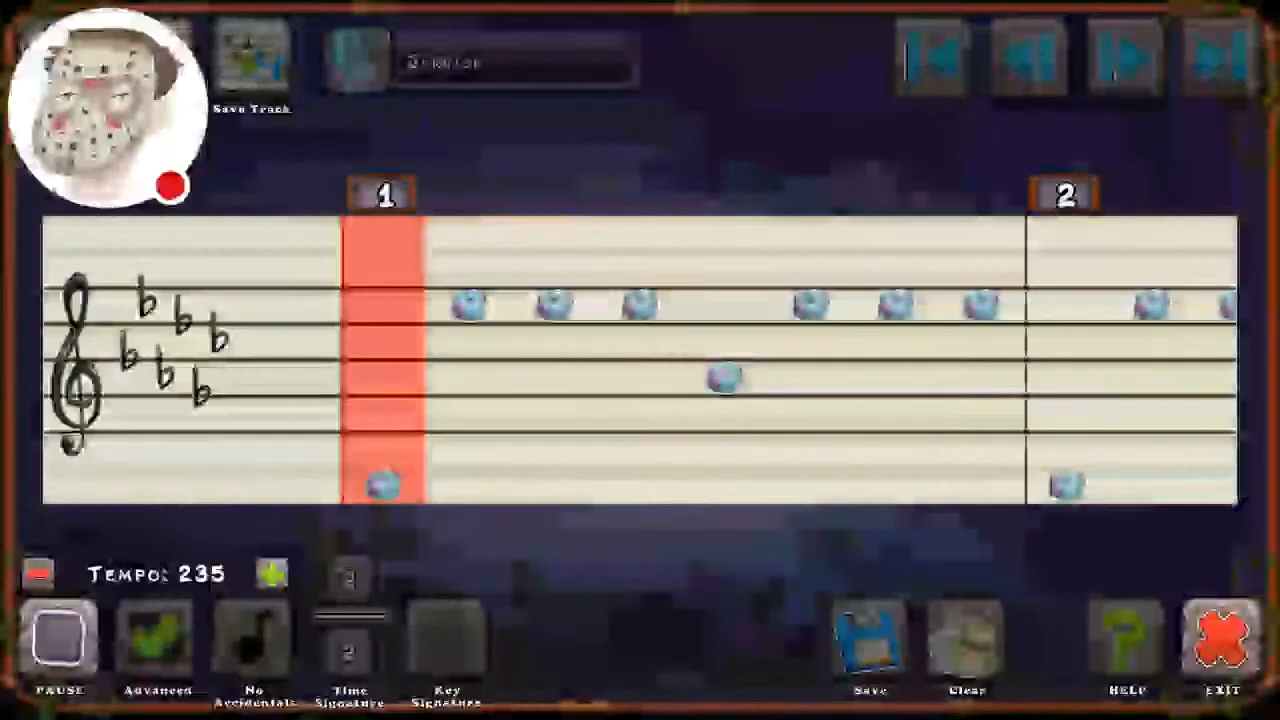 Save Track
1
2
TEMPO: 235
PAUSE
Advanced
No Accidentals
Time Signature
Key Signature
Save
Clear
HELP
EXIT